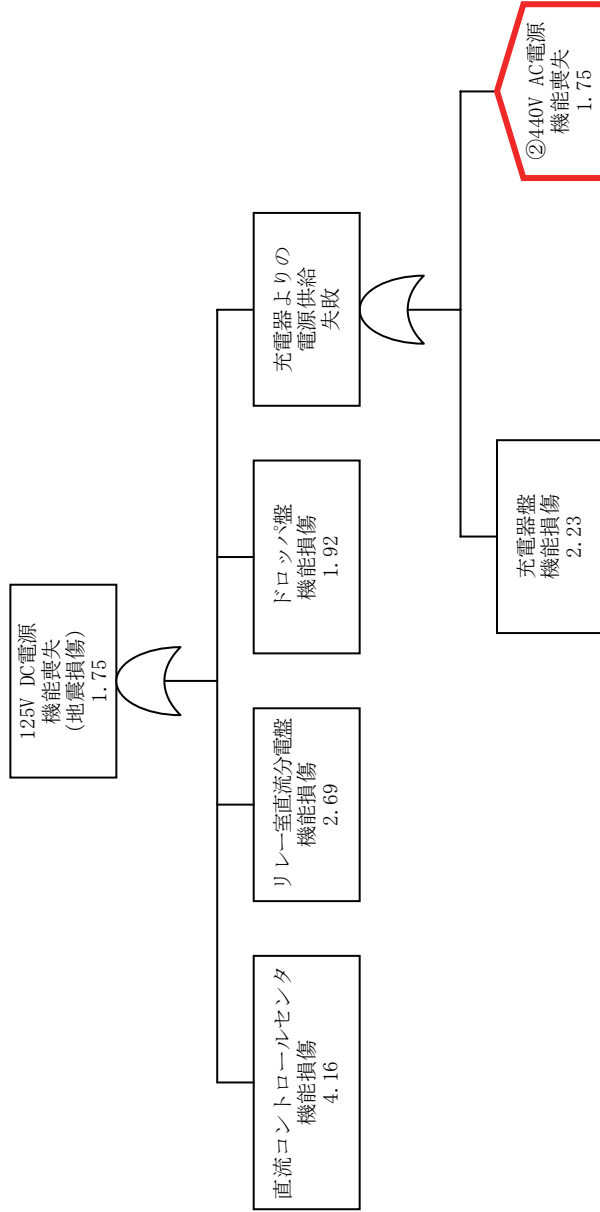 125V DC電源
機能喪失
(地震損傷)
1.75
直流コントロールセンタ
機能損傷
4.16
リレー室直流分電盤
機能損傷
2.69
ドロッパ盤
機能損傷
1.92
充電器よりの
電源供給
失敗
充電器盤
機能損傷
2.23
②440V AC電源
機能喪失
1.75